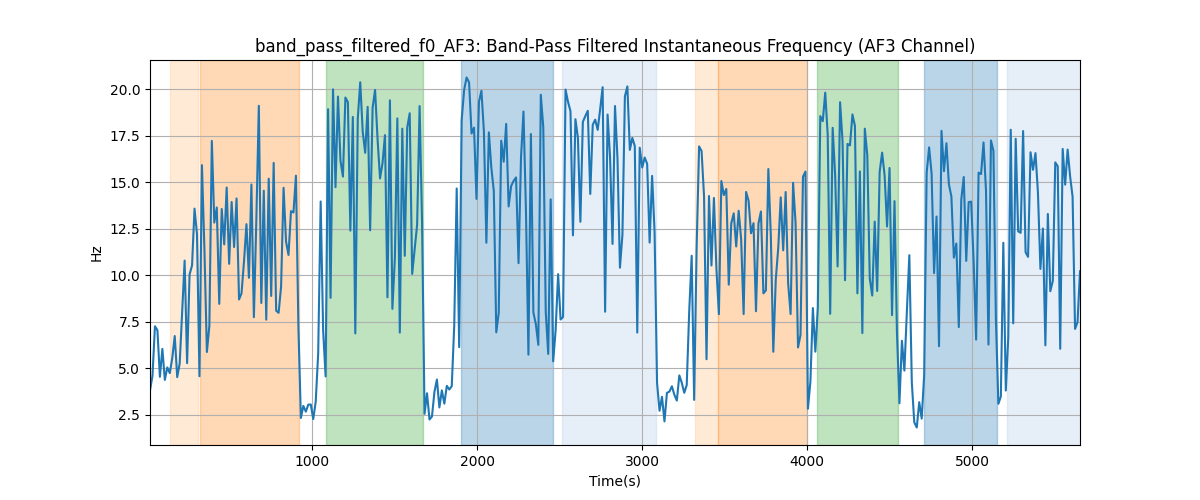 band_pass_filtered_f0_AF3: Band-Pass Filtered Instantaneous Frequency (AF3 Channel)
20.0
17.5
15.0
12.5
10.0
7.5
5.0
2.5
Hz
1000 2000 3000 4000 5000
Time(s)